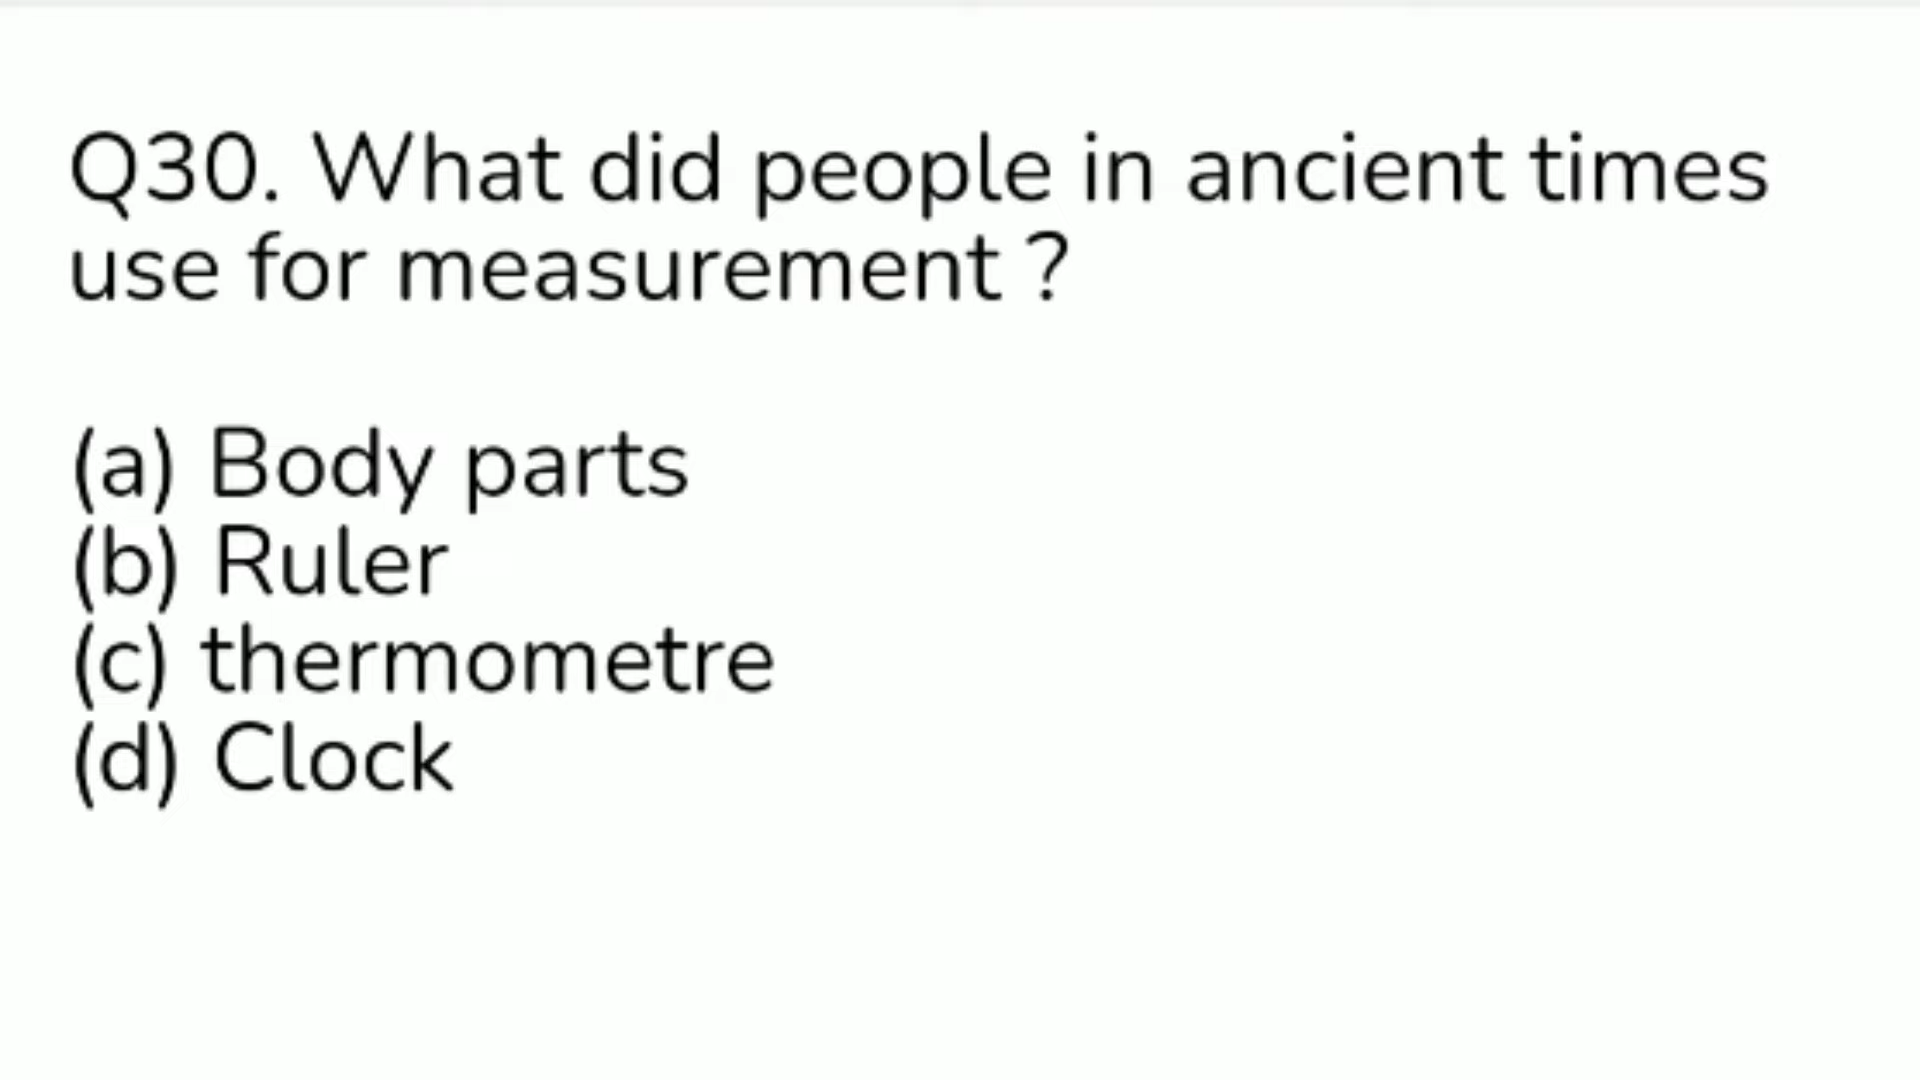 Q30. What did people in ancient times
use for measurement ?
(a) Body parts
(b) Ruler
(c) thermometre
(d) Clock